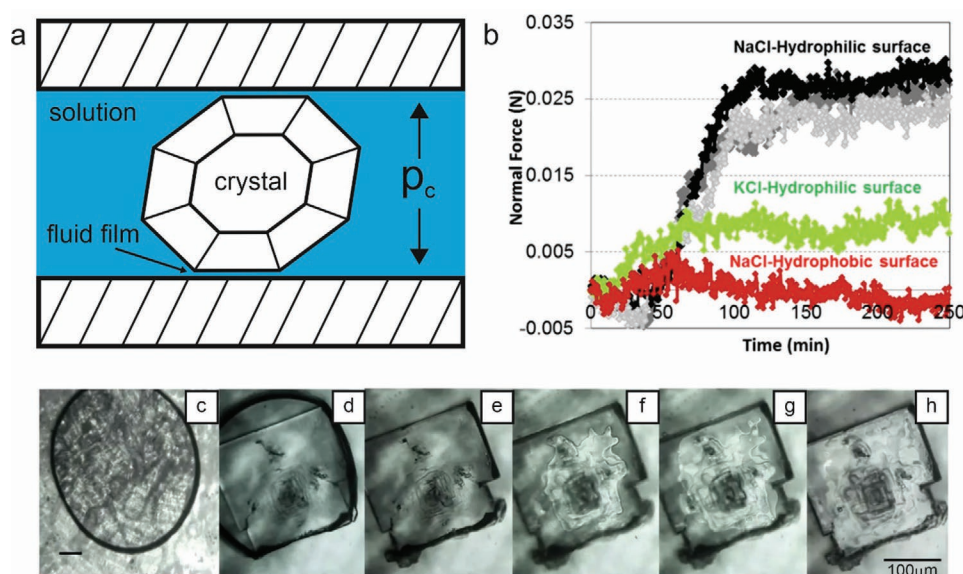 a
solution
crystal
pc
fluid film
b
0.035
0.025
0.015
0.005
-0.005
Normal Force (N)
NaCl-Hydrophilic surface
KCl-Hydrophilic surface
NaCl-Hydrophobic surface
0
50
100
150
200
250
Time (min)
c
d
e
f
g
h
100µm